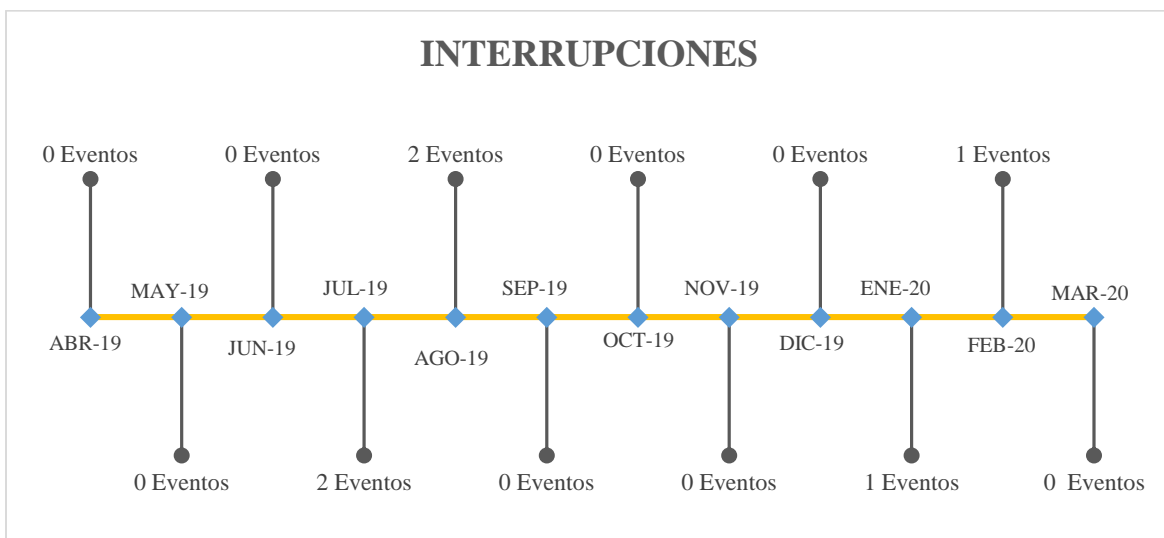 INTERRUPCIONES
0 Eventos 0 Eventos 2 Eventos 0 Eventos 0 Eventos 1 Eventos
MAY-19 JUL-19 SEP-19 NOV-19 ENE-20 MAR-20
ABR-19 JUN-19 AGO-19 OCT-19 DIC-19 FEB-20
0 Eventos 2 Eventos 0 Eventos 0 Eventos 1 Eventos 0 Eventos